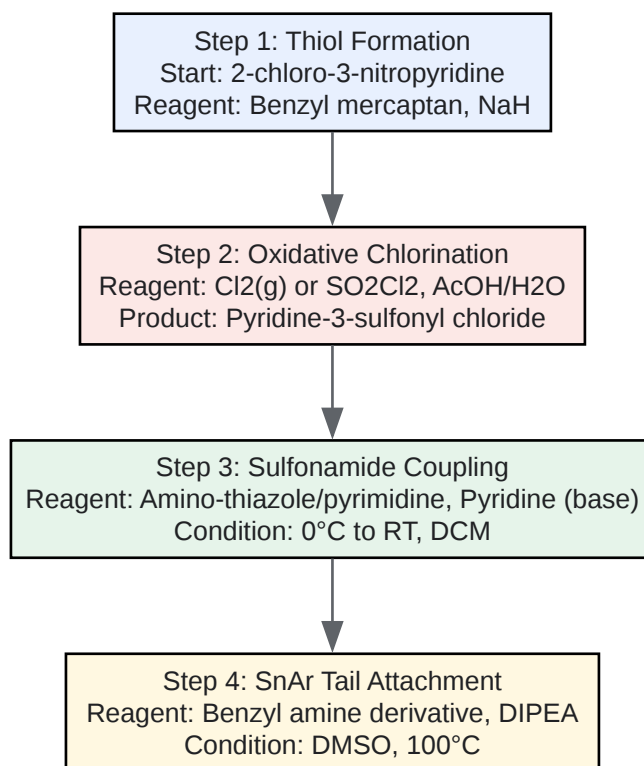 Step 1: Thiol Formation
Start: 2-chloro-3-nitropyridine
Reagent: Benzyl mercaptan, NaH
Step 2: Oxidative Chlorination
Reagent: Cl2(g) or SO2Cl2, AcOH/H2O
Product: Pyridine-3-sulfonyl chloride
Step 3: Sulfonamide Coupling
Reagent: Amino-thiazole/pyrimidine, Pyridine (base)
Condition: 0°C to RT, DCM
Step 4: SnAr Tail Attachment
Reagent: Benzyl amine derivative, DIPEA
Condition: DMSO, 100°C